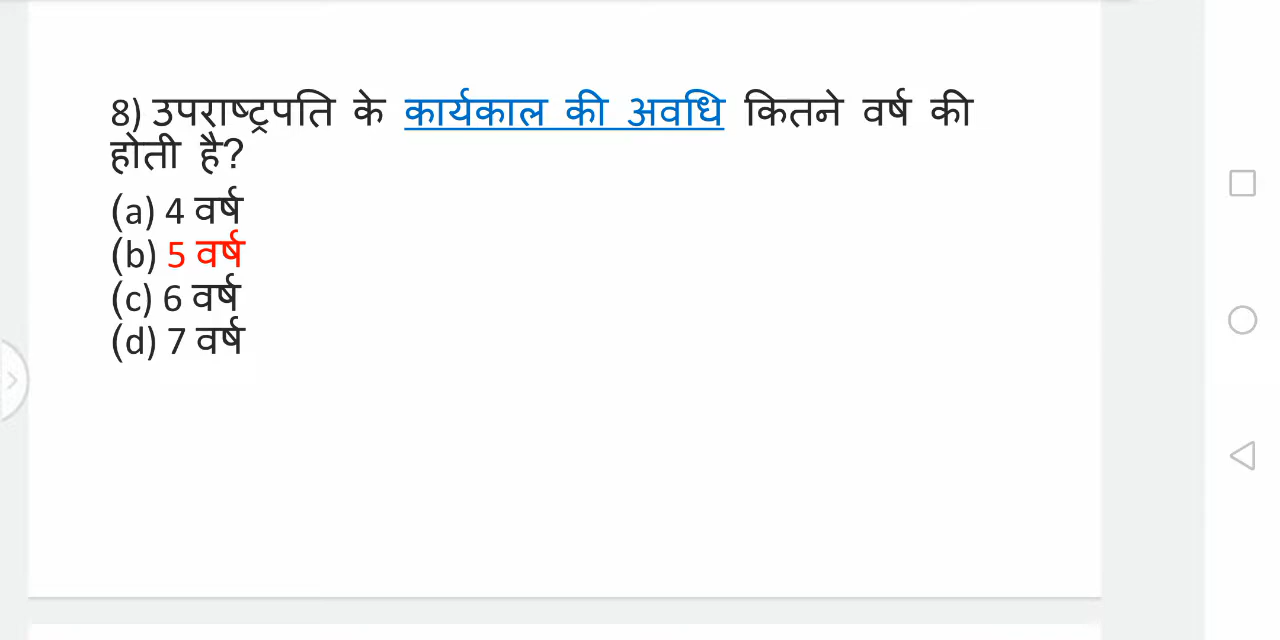 8) उपराष्ट्रपति के कार्यकाल की अवधि कितने वर्ष की
होती है?
(a) 4 वर्ष
(b) 5 वर्ष
(c) 6 वर्ष
(d) 7 वर्ष